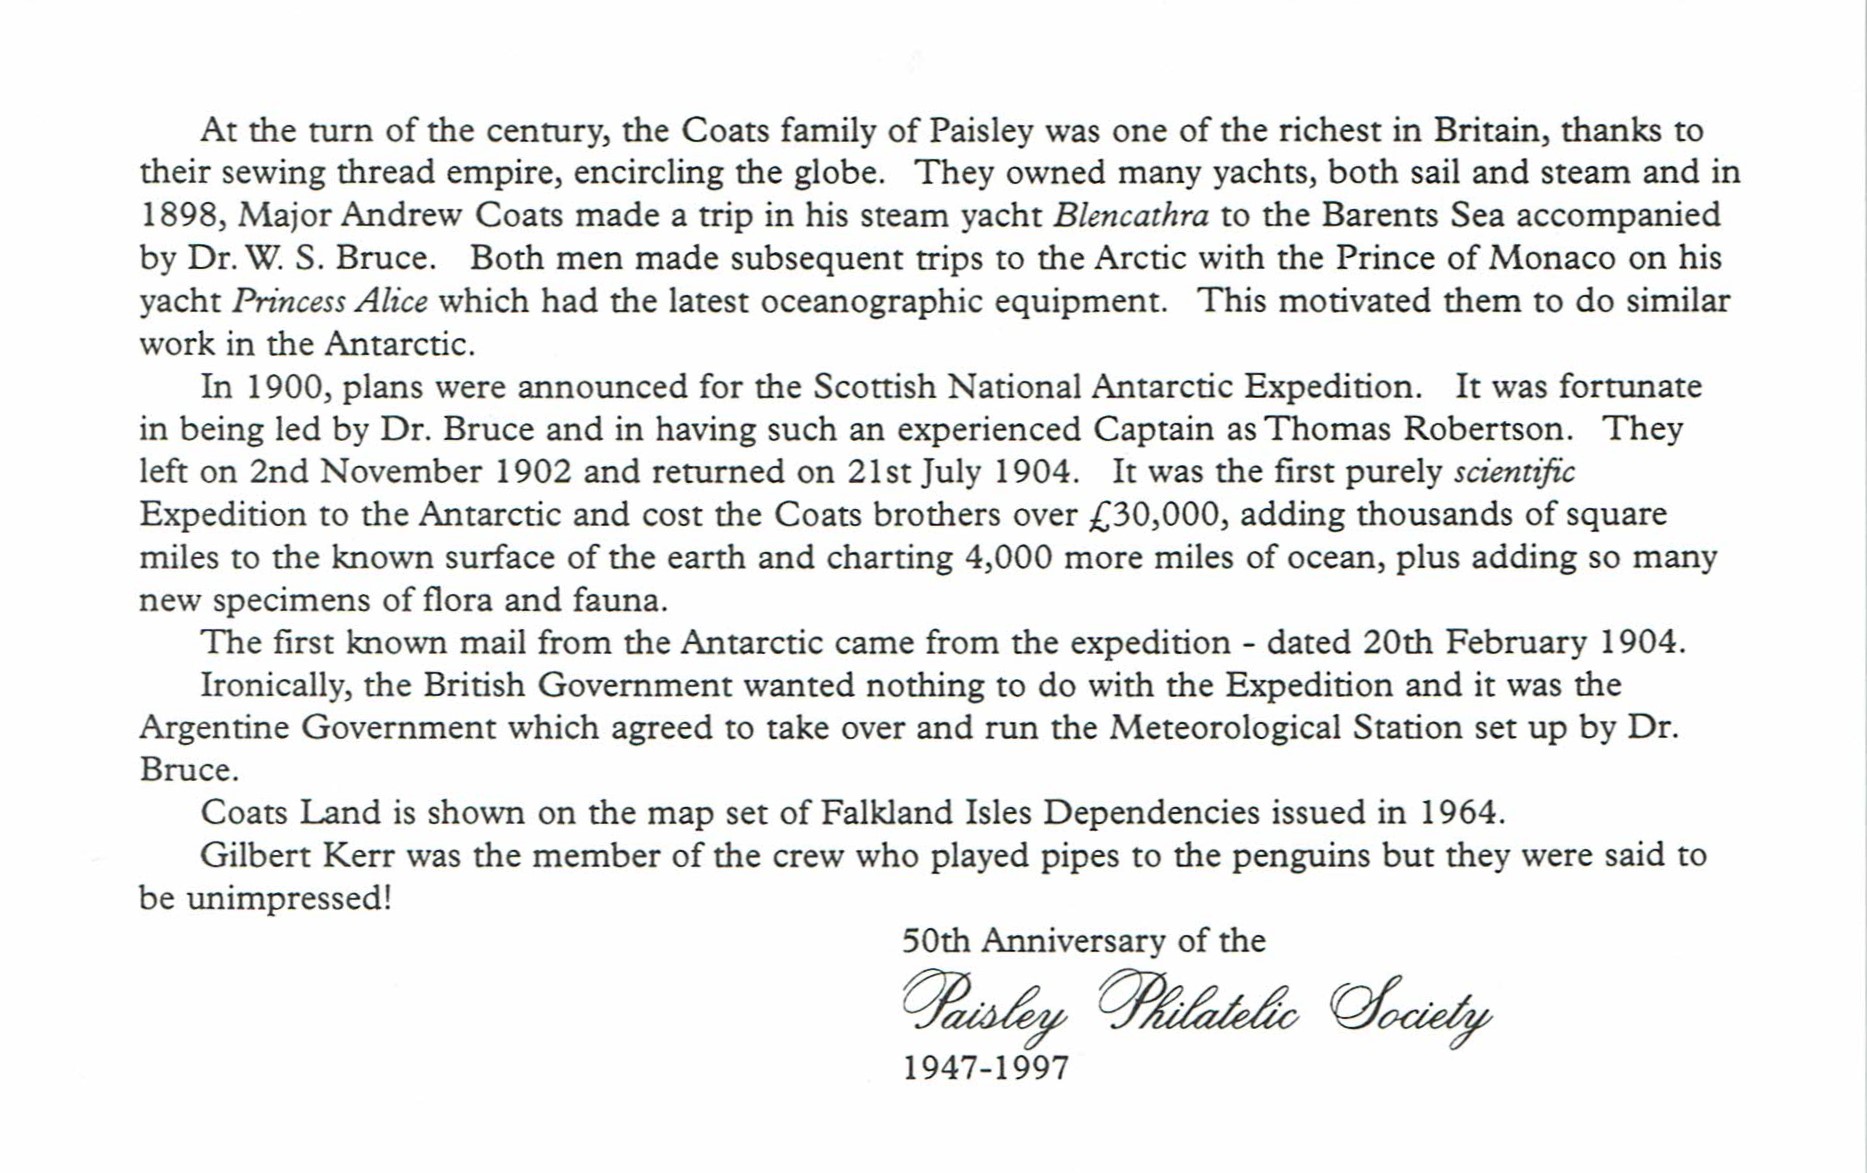 At the turn of the century, the Coats family of Paisley was one of the richest in Britain, thanks to
their sewing thread empire, encircling the globe. They owned many yachts, both sail and steam and in
1898, Major Andrew Coats made a trip in his steam yacht Blencathra to the Barents Sea accompanied
by Dr. W. S. Bruce. Both men made subsequent trips to the Arctic with the Prince of Monaco on his
yacht Princess Alice which had the latest oceanographic equipment. This motivated them to do similar
work in the Antarctic.
In 1900, plans were announced for the Scottish National Antarctic Expedition. It was fortunate
in being led by Dr. Bruce and in having such an experienced Captain as Thomas Robertson. They
left on 2nd November 1902 and returned on 21st July 1904. It was the first purely scientific
Expedition to the Antarctic and cost the Coats brothers over £30,000, adding thousands of square
miles to the known surface of the earth and charting 4,000 more miles of ocean, plus adding so many
new specimens of flora and fauna.
The first known mail from the Antarctic came from the expedition - dated 20th February 1904.
Ironically, the British Government wanted nothing to do with the Expedition and it was the
Argentine Government which agreed to take over and run the Meteorological Station set up by Dr.
Bruce.
Coats Land is shown on the map set of Falkland Isles Dependencies issued in 1964.
Gilbert Kerr was the member of the crew who played pipes to the penguins but they were said to
be unimpressed!
50th Anniversary of the
Paisley Philatelic Society
1947-1997